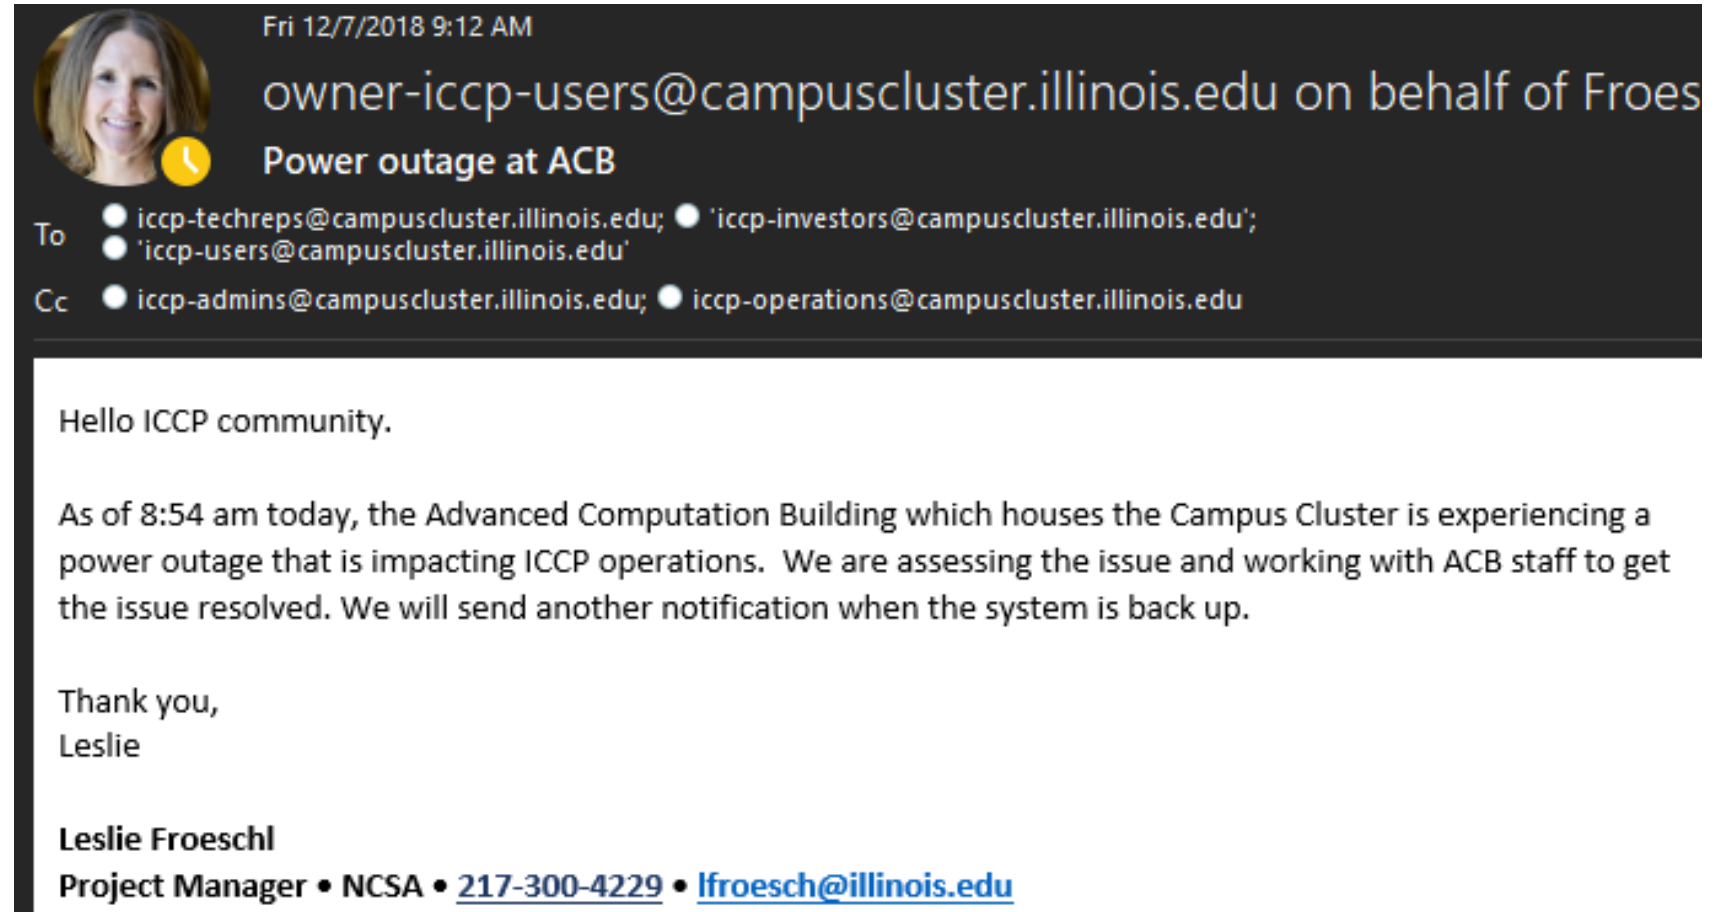 Fri 12/7/2018 9:12 AM
owner-iccp-users@campuscluster.illinois.edu on behalf of Froes
Power outage at ACB
To iccp-techreps@campuscluster.illinois.edu; 'iccp-investors@campuscluster.illinois.edu';
'iccp-users@campuscluster.illinois.edu'
Cc iccp-admins@campuscluster.illinois.edu; iccp-operations@campuscluster.illinois.edu
Hello ICCP community.
As of 8:54 am today, the Advanced Computation Building which houses the Campus Cluster is experiencing a
power outage that is impacting ICCP operations.  We are assessing the issue and working with ACB staff to get
the issue resolved. We will send another notification when the system is back up.
Thank you,
Leslie
Leslie Froeschl
Project Manager • NCSA • 217-300-4229 • lfroesch@illinois.edu